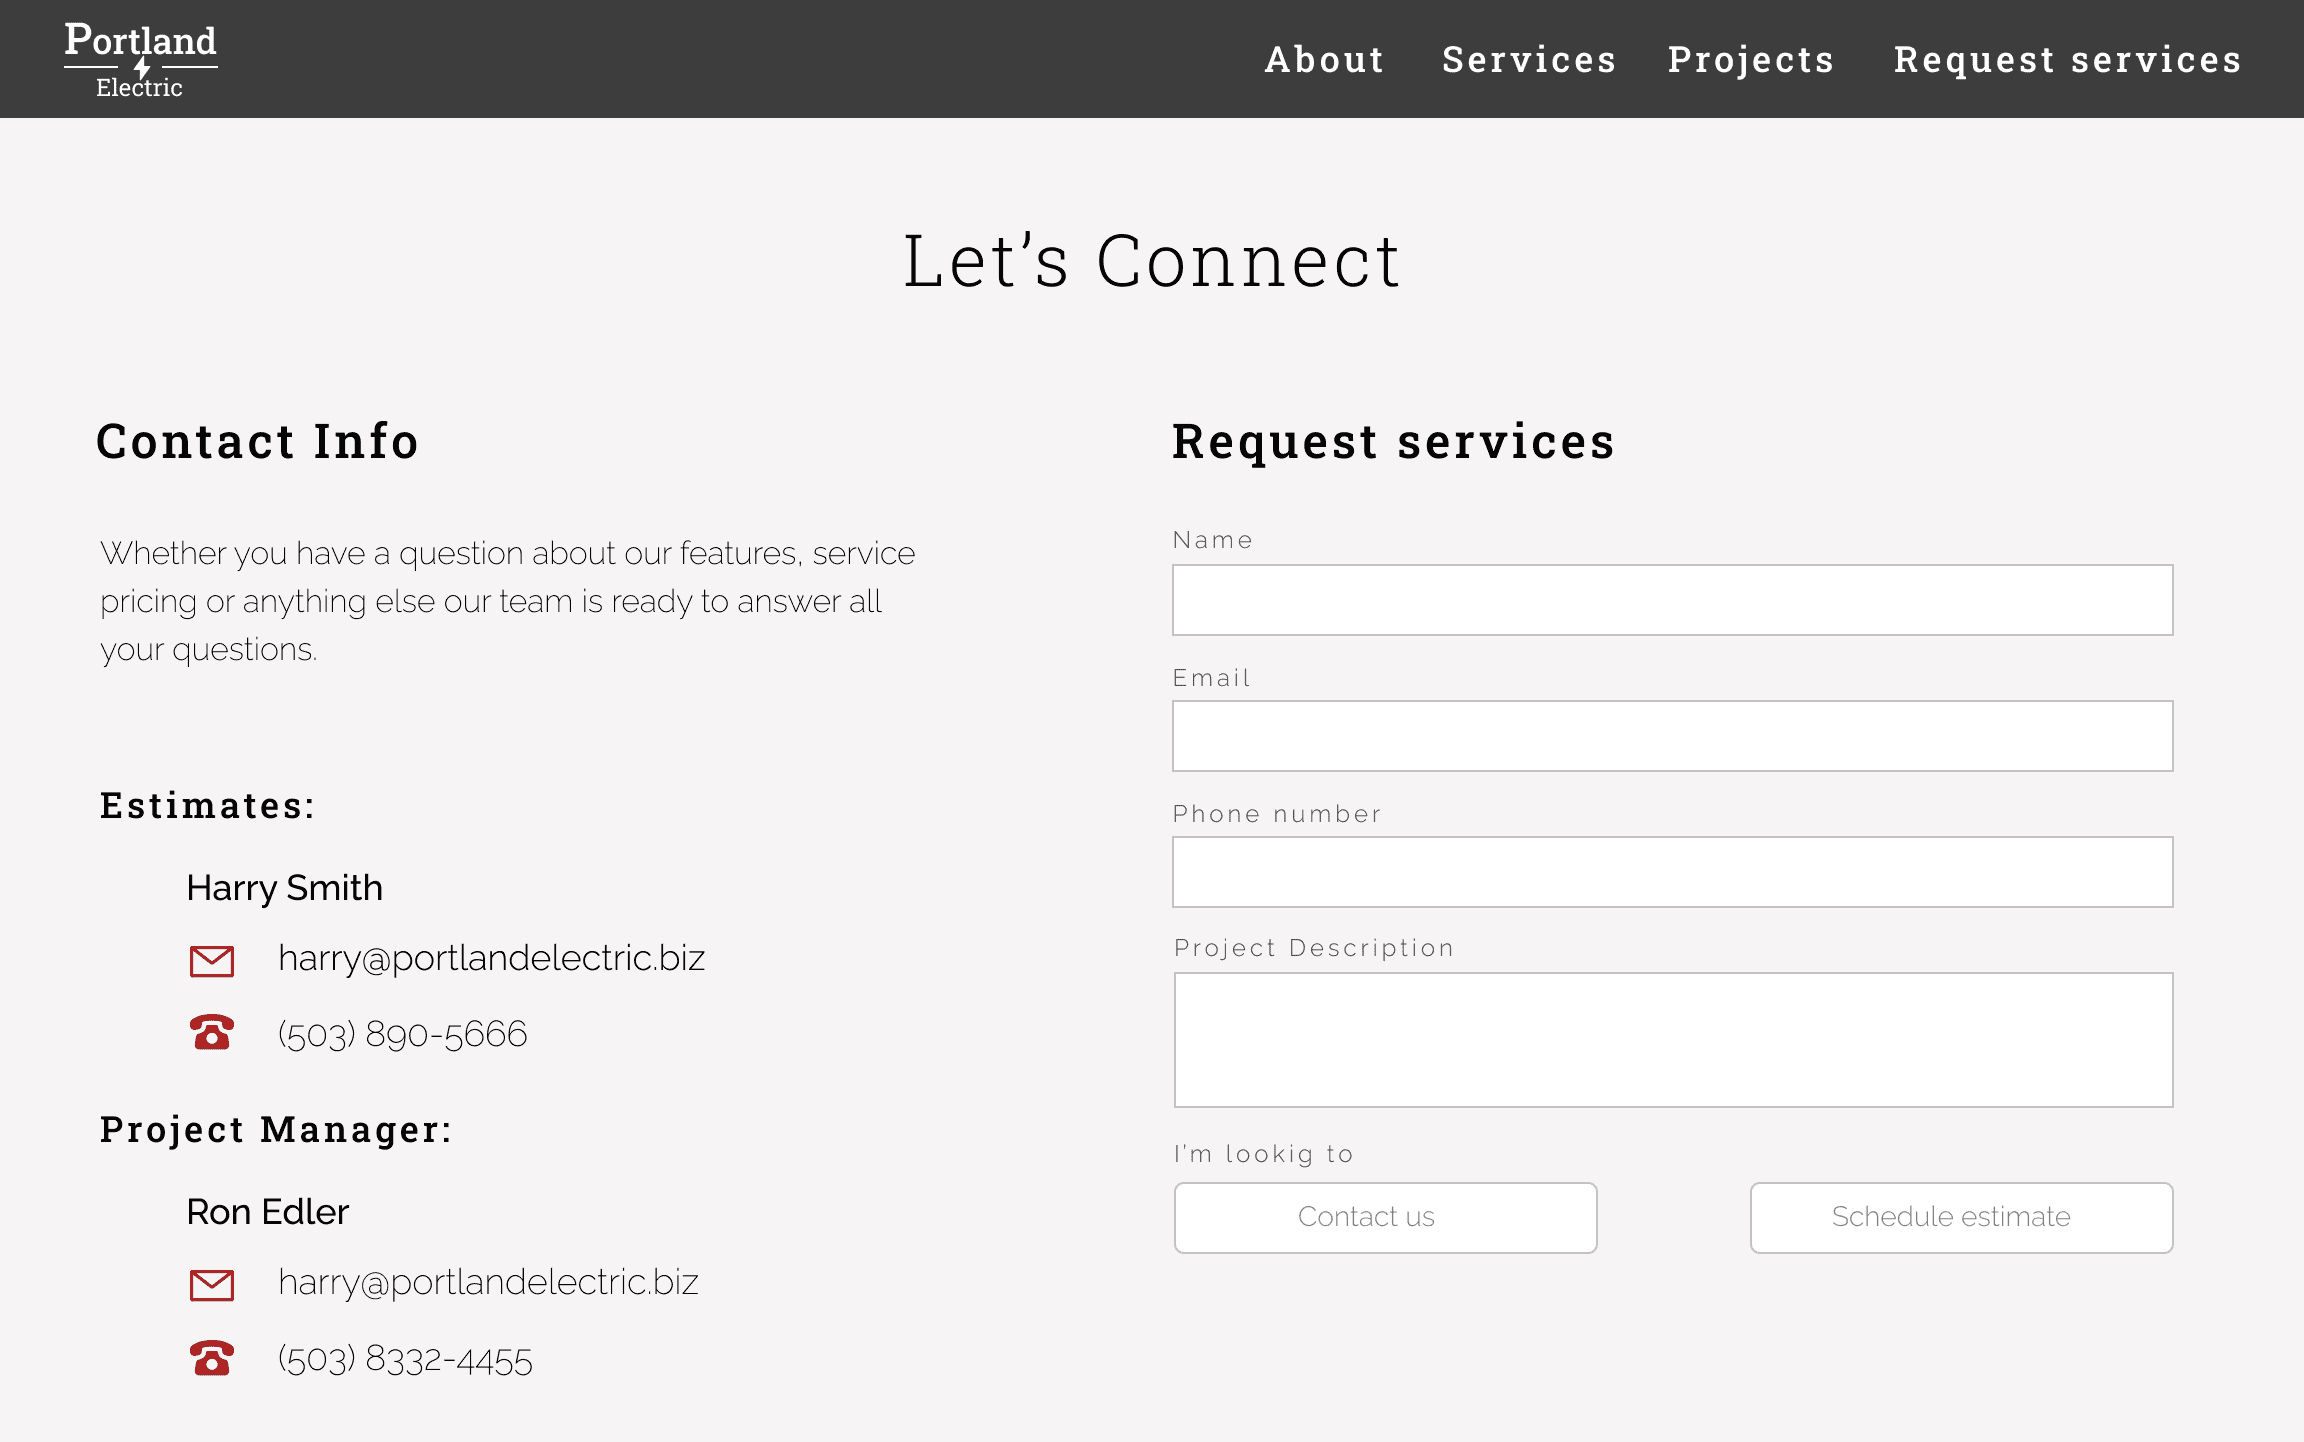 Portland
Electric
About Services Projects Request services
Let’s Connect
Contact Info
Whether you have a question about our features, service
pricing or anything else our team is ready to answer all
your questions.
Estimates:
Harry Smith
harry@portlandelectric.biz
(503) 890-5666
Project Manager:
Ron Edler
harry@portlandelectric.biz
(503) 8332-4455
Request services
Name
Email
Phone number
Project Description
I'm lookig to
Contact us
Schedule estimate